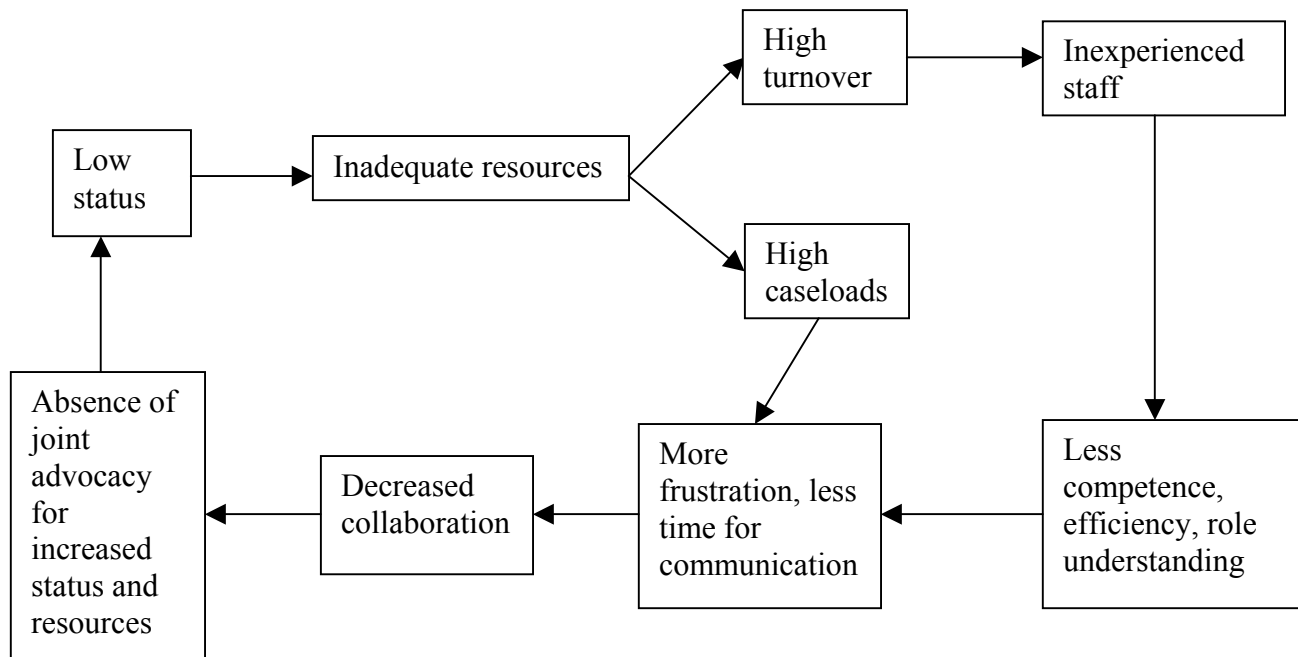 High
turnover
Inexperienced
staff
Low
status
Inadequate resources
High
caseloads
Absence of
joint
advocacy
for
increased
status and
resources
Decreased
collaboration
More
frustration, less
time for
communication
Less
competence,
efficiency, role
understanding